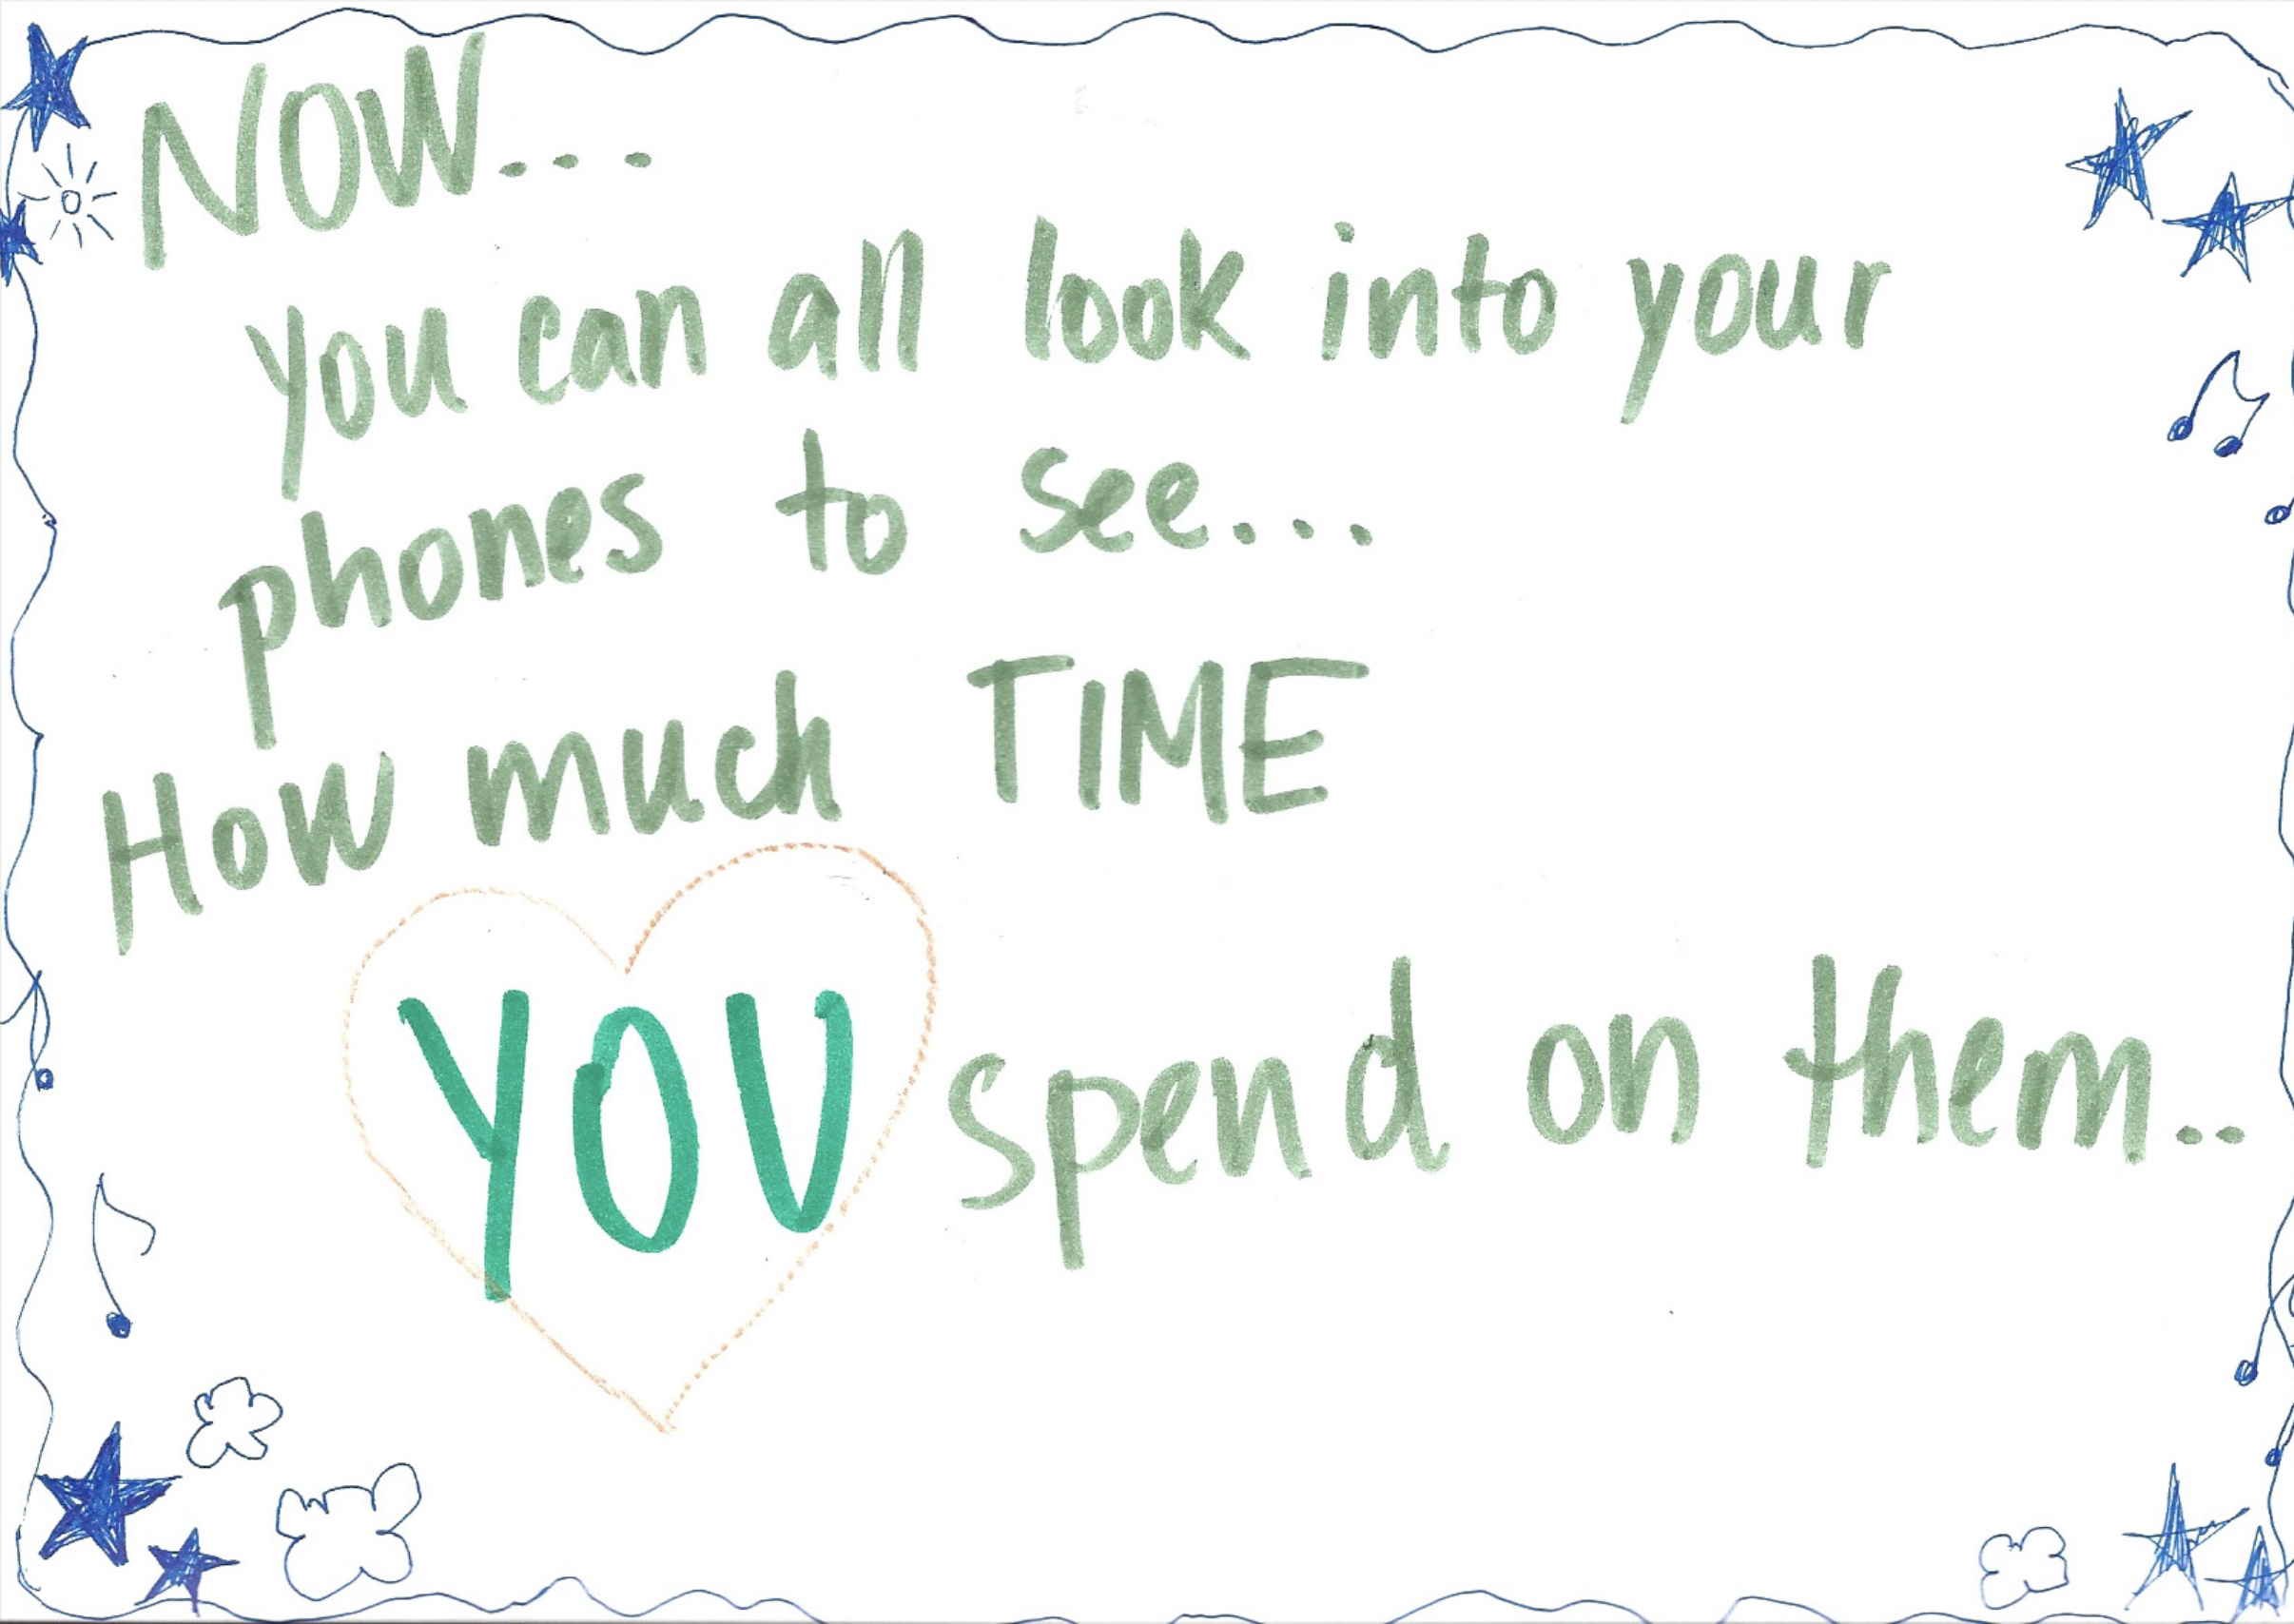 NOW...
you can all look into your
phones to see...
How much TIME
YOU spend on them..